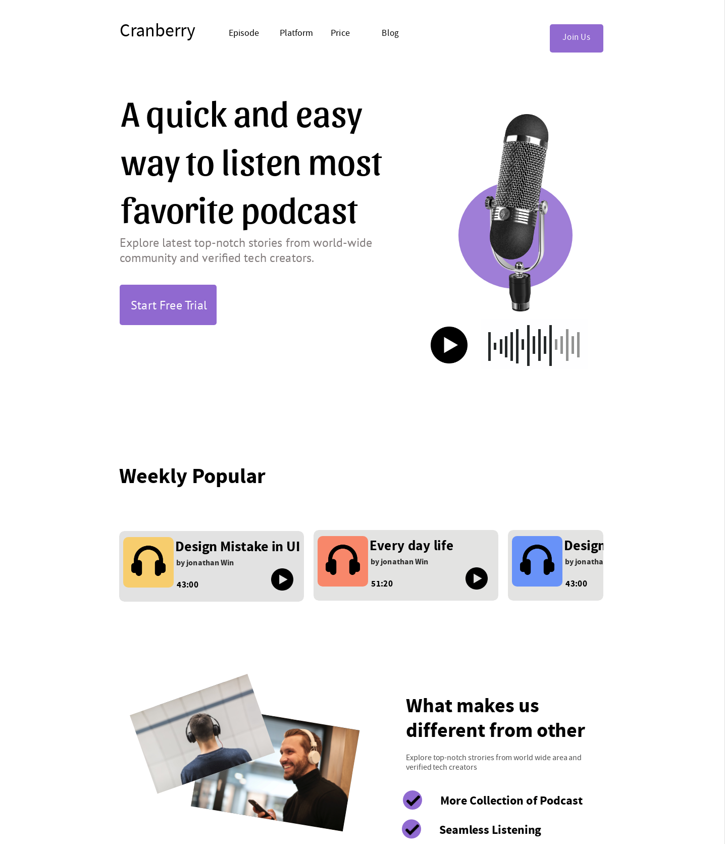 Cranberry
Episode
Platform
Price
Blog
Join Us
A quick and easy
way to listen most
favorite podcast
Explore latest top-notch stories from world-wide
community and verified tech creators.
Start Free Trial
Weekly Popular
Design Mistake in UI
by jonathan Win
43:00
Every day life
by jonathan Win
51:20
Design
by jonatha
43:00
What makes us
different from other
Explore top-notch strories from world wide area and
verified tech creators
More Collection of Podcast
Seamless Listening